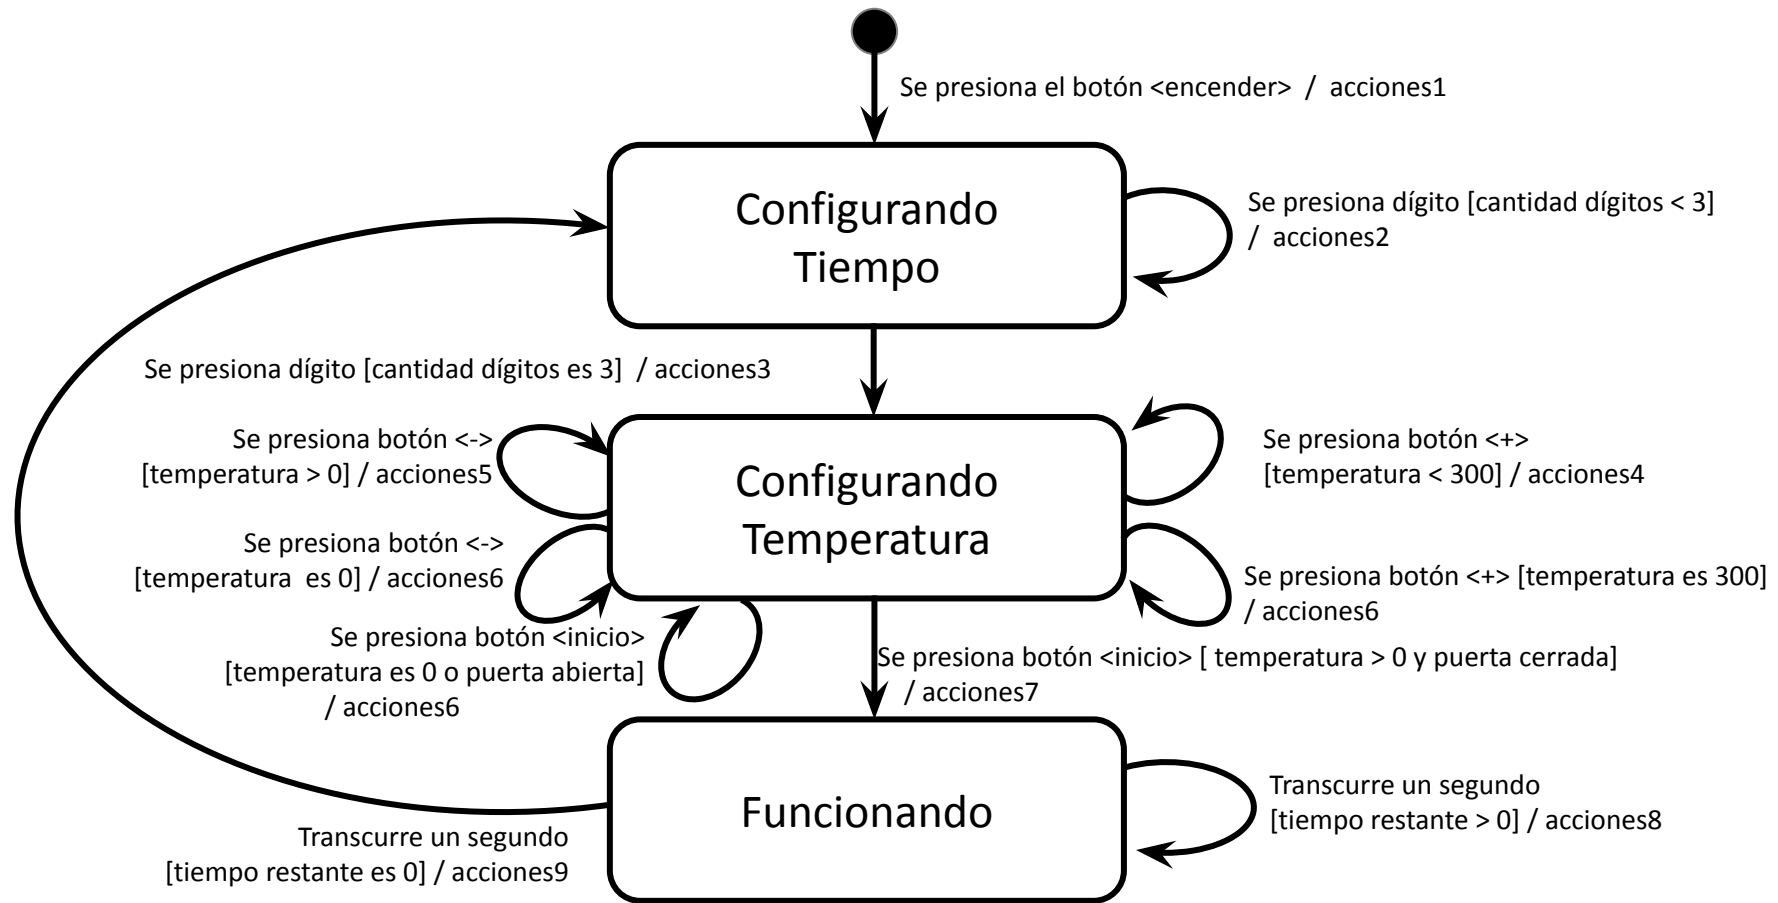 Se presiona el botón <encender> / acciones1
Configurando
Tiempo
Se presiona dígito [cantidad dígitos < 3]
/ acciones2
Se presiona dígito [cantidad dígitos es 3] / acciones3
Se presiona botón <->
[temperatura > 0] / acciones5
Configurando
Temperatura
Se presiona botón <+>
[temperatura < 300] / acciones4
Se presiona botón <->
[temperatura es 0] / acciones6
Se presiona botón <+> [temperatura es 300]
/ acciones6
Se presiona botón <inicio>
[temperatura es 0 o puerta abierta]
/ acciones6
Se presiona botón <inicio> [ temperatura > 0 y puerta cerrada]
/ acciones7
Funcionando
Transcurre un segundo
[tiempo restante > 0] / acciones8
Transcurre un segundo
[tiempo restante es 0] / acciones9